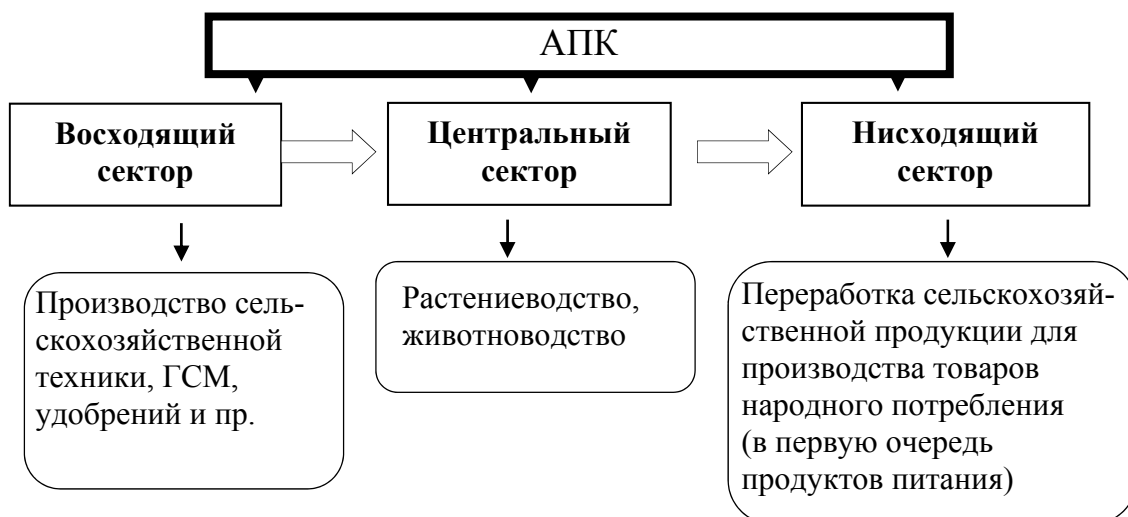 АПК
Восходящий
сектор
Центральный
сектор
Нисходящий
сектор
Производство сель-
скохозяйственной
техники, ГСМ,
удобрений и пр.
Растениеводство,
животноводство
Переработка сельскохозяй-
ственной продукции для
производства товаров
народного потребления
(в первую очередь
продуктов питания)